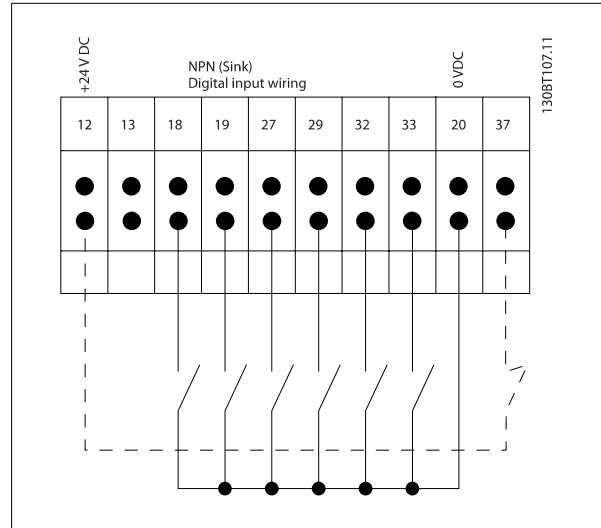 +24 V DC
NPN (Sink)
Digital input wiring
0 VDC
130BT107.11
12 13 18 19 27 29 32 33 20 37